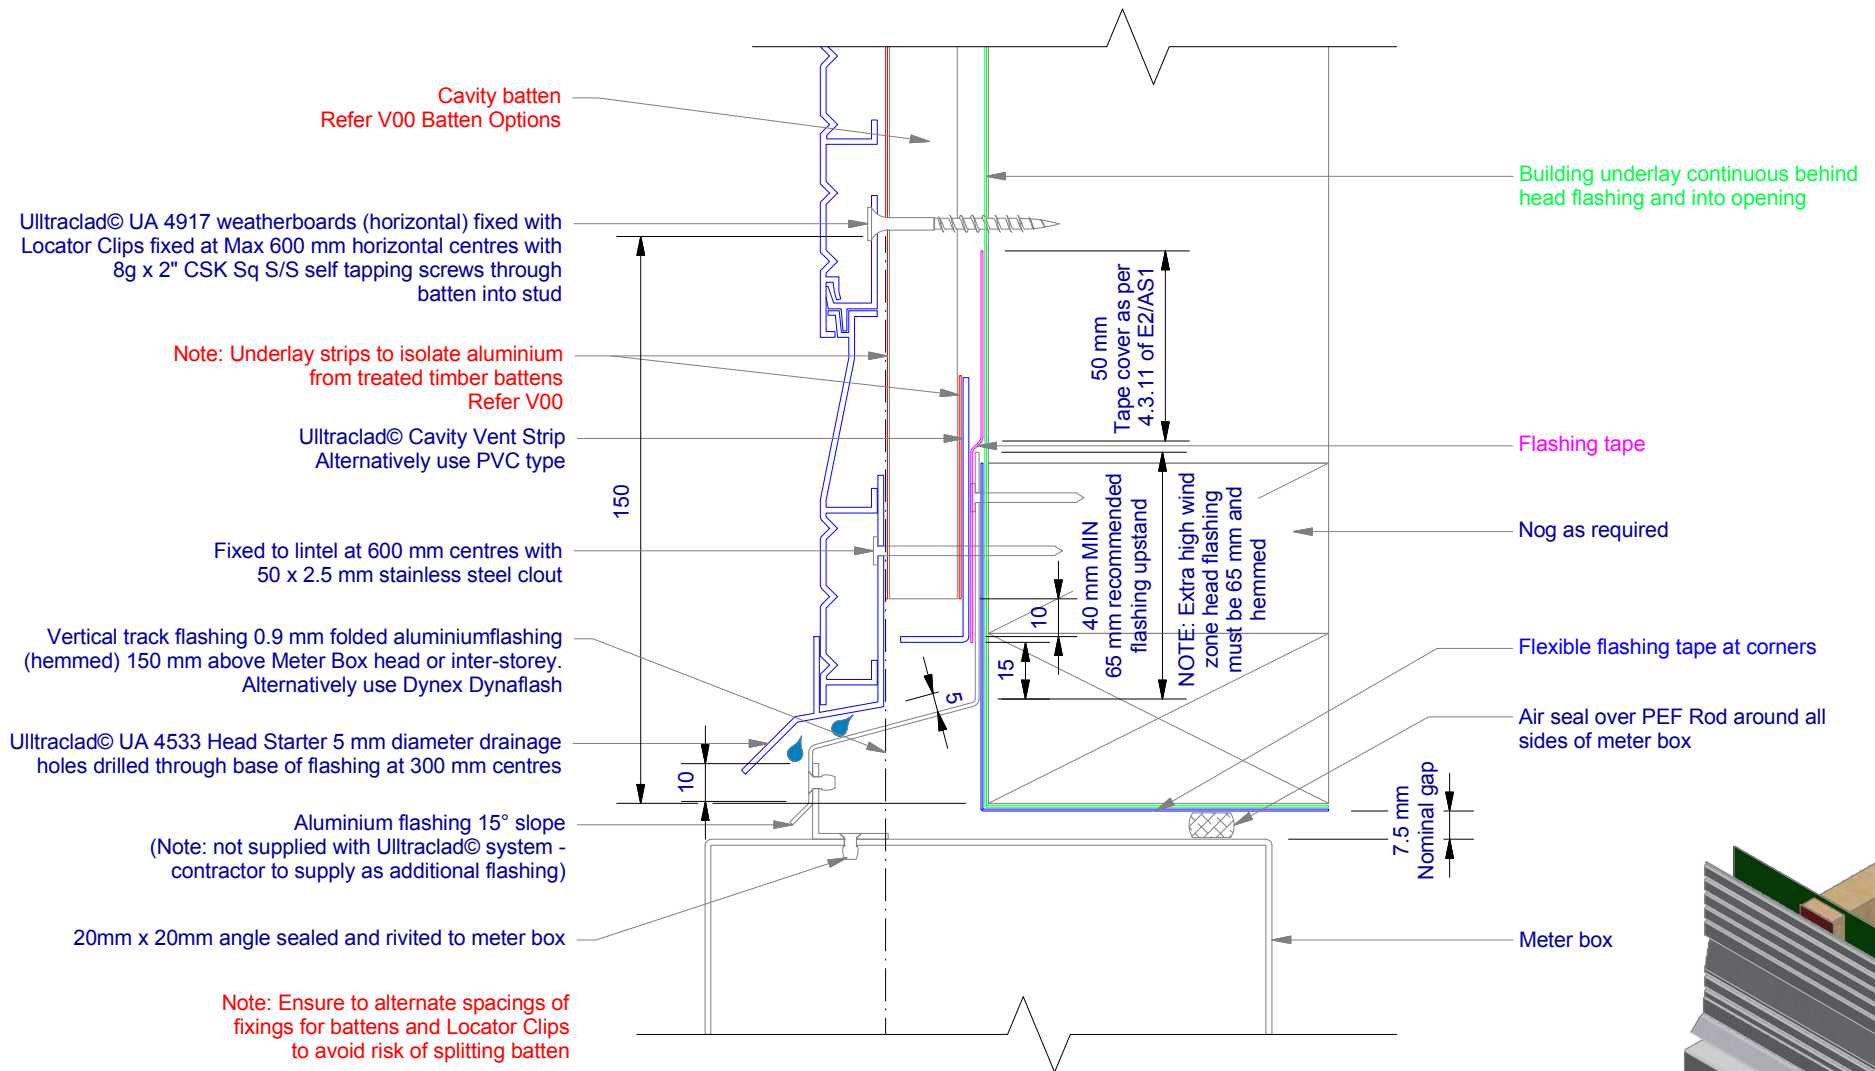 Cavity batten
Refer V00 Batten Options
Ulltraclad© UA 4917 weatherboards (horizontal) fixed with
Locator Clips fixed at Max 600 mm horizontal centres with
8g x 2" CSK Sq S/S self tapping screws through
batten into stud
Note: Underlay strips to isolate aluminium
from treated timber battens
Refer V00
Ulltraclad© Cavity Vent Strip
Alternatively use PVC type
Fixed to lintel at 600 mm centres with
50 x 2.5 mm stainless steel clout
Vertical track flashing 0.9 mm folded aluminiumflashing
(hemmed) 150 mm above Meter Box head or inter-storey.
Alternatively use Dynex Dynaflash
Ulltraclad© UA 4533 Head Starter 5 mm diameter drainage
holes drilled through base of flashing at 300 mm centres
Aluminium flashing 15° slope
(Note: not supplied with Ulltraclad© system -
contractor to supply as additional flashing)
20mm x 20mm angle sealed and rivited to meter box
Note: Ensure to alternate spacings of
fixings for battens and Locator Clips
to avoid risk of splitting batten
150
10
5
15
10
50 mm
Tape cover as per
4.3.11 of E2/AS1
40 mm MIN
65 mm recommended
flashing upstand
NOTE: Extra high wind
zone head flashing
must be 65 mm and
hemmed
7.5 mm
Nominal gap
Building underlay continuous behind
head flashing and into opening
Flashing tape
Nog as required
Flexible flashing tape at corners
Air seal over PEF Rod around all
sides of meter box
Meter box